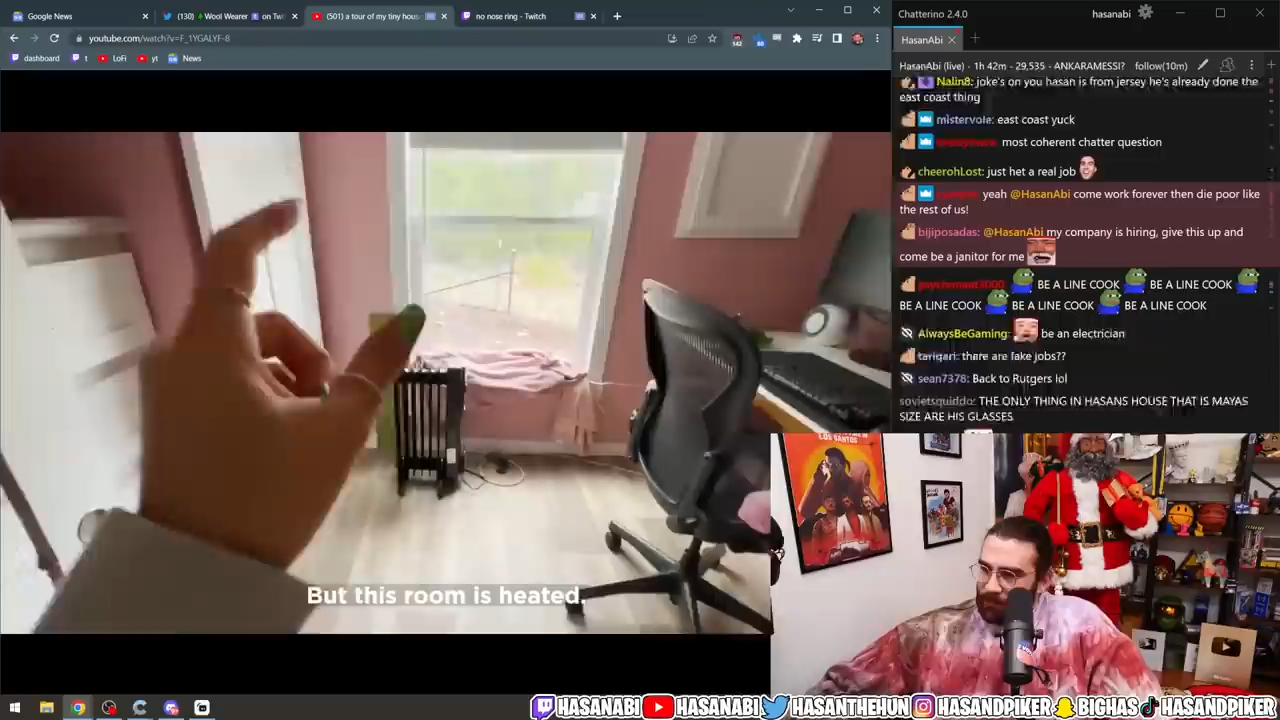 Google News
(130) 🌲 Wool Wearer on Twi
(501) a tour of my tiny hous
no nose ring - Twitch
youtube.com/watch?v=F_1YGALYF-8
142
dashboard
t
LoFi
yt
News
But this room is heated.
Chatterino 2.4.0
hasanabi
HasanAbi
HasanAbi (live) - 1h 42m - 29,535 - ANKARAMESSI?
follow(10m)
Nalin8: joke's on you hasan is from jersey he's already done the
east coast thing
mistervole: east coast yuck
most coherent chatter question
cheerohLost: just het a real job
yeah @HasanAbi come work forever then die poor like
the rest of us!
bijiposadas: @HasanAbi my company is hiring, give this up and
come be a janitor for me
BE A LINE COOK BE A LINE COOK
BE A LINE COOK BE A LINE COOK BE A LINE COOK
AlwaysBeGaming: be an electrician
there are fake jobs??
sean7378: Back to Rutgers lol
sovietsquiddo: THE ONLY THING IN HASANS HOUSE THAT IS MAYAS
SIZE ARE HIS GLASSES
LOS SANTOS
HASANABI HASANABI HASANTHEHUN HASANDPIKER BIGHAS HASANDPIKER